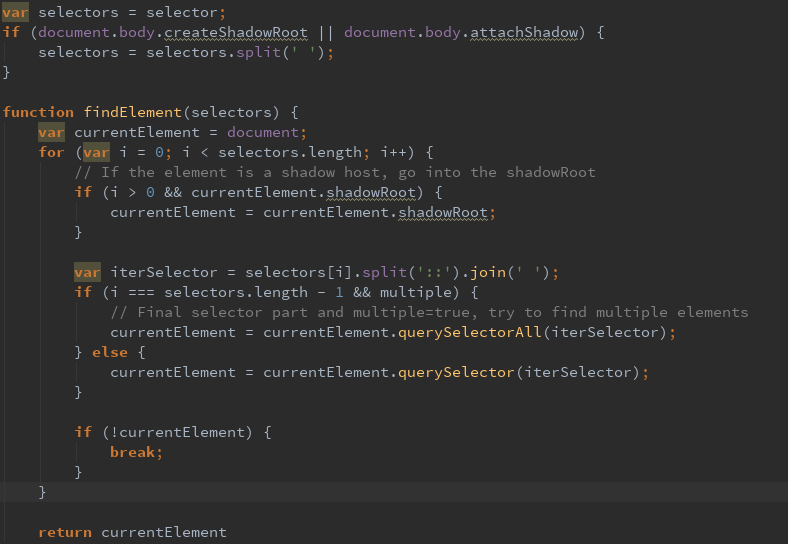 var selectors = selector;
if (document.body.createShadowRoot || document.body.attachShadow) {
    selectors = selectors.split(' ');
}

function findElement(selectors) {
    var currentElement = document;
    for (var i = 0; i < selectors.length; i++) {
        // If the element is a shadow host, go into the shadowRoot
        if (i > 0 && currentElement.shadowRoot) {
            currentElement = currentElement.shadowRoot;
        }

        var iterSelector = selectors[i].split('::').join(' ');
        if (i === selectors.length - 1 && multiple) {
            // Final selector part and multiple=true, try to find multiple elements
            currentElement = currentElement.querySelectorAll(iterSelector);
        } else {
            currentElement = currentElement.querySelector(iterSelector);
        }

        if (!currentElement) {
            break;
        }
    }

    return currentElement